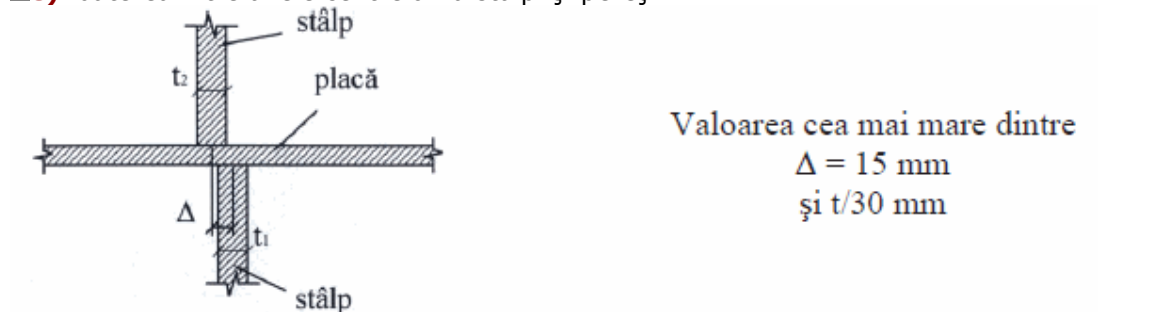 stâlp
t₂
placă
Δ
t₁
stâlp
Valoarea cea mai mare dintre
Δ = 15 mm
şi t/30 mm